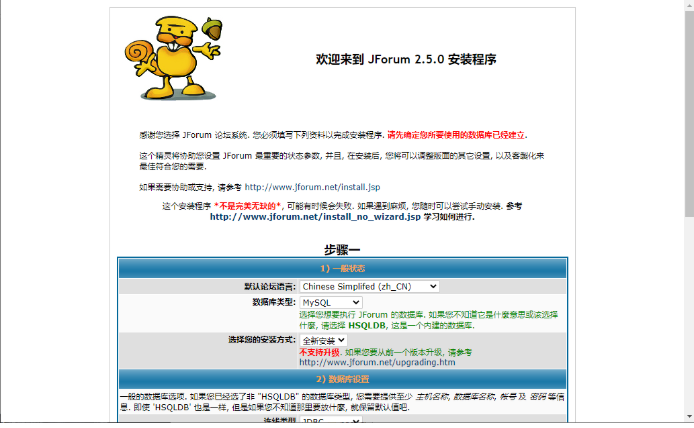 欢迎来到 JForum 2.5.0 安装程序
感谢您选择 JForum 论坛系统. 您必须填写下列资料以完成安装程序. 请先确定您所要使用的数据库已经建立.
这个精灵将协助您设置 JForum 最重要的状态参数, 并且, 在安装后, 您将可以调整版面的其它设置, 以及客製化来
最佳符合您的需要.
如果需要协助或支持, 请参考 http://www.jforum.net/install.jsp
这个安装程序 *不是完美无缺的*, 可能有时候会失败. 如果遇到麻烦, 您随时可以尝试手动安装. 参考
http://www.jforum.net/install_no_wizard.jsp 学习如何进行.
步骤一
1) 一般状态
默认论坛语言: Chinese Simplifed (zh_CN)
数据库类型: MySQL
选择您想要执行 JForum 的数据库. 如果您不知道它是什麽意思或该选择
什麽, 请选择 HSQLDB, 这是一个内建的数据库.
选择您的安装方式: 全新安装
不支持升级. 如果您要从前一个版本升级, 请参考
http://www.jforum.net/upgrading.htm
2) 数据库设置
一般的数据库选项. 如果您已经选了非 "HSQLDB" 的数据库类型, 您需要提供至少 主机名称, 数据库名称, 帐号 及 密码 等信
息. 即使 'HSQLDB' 也是一样, 但是如果您不知道那里要放什麽, 就保留默认值吧.
连线类型 JDBC